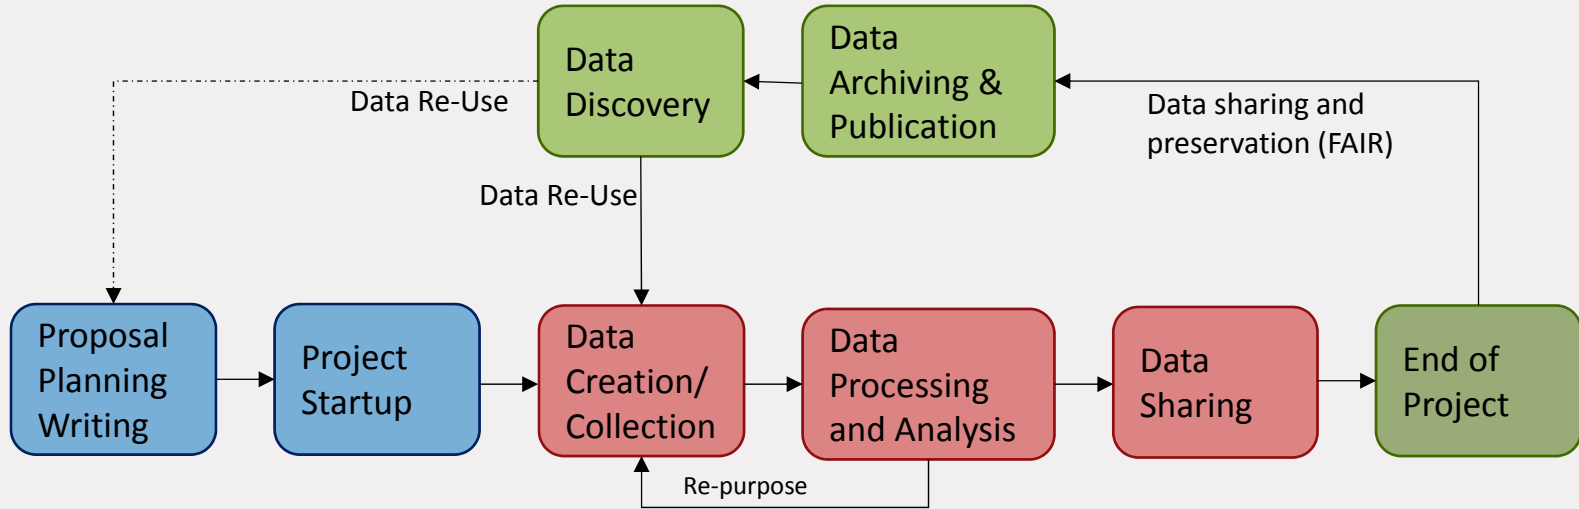 Data
Discovery
Data
Archiving &
Publication
Data Re-Use
Data sharing and
preservation (FAIR)
Data Re-Use
Proposal
Planning
Writing
Project
Startup
Data
Creation/
Collection
Data
Processing
and Analysis
Data
Sharing
End of
Project
Re-purpose